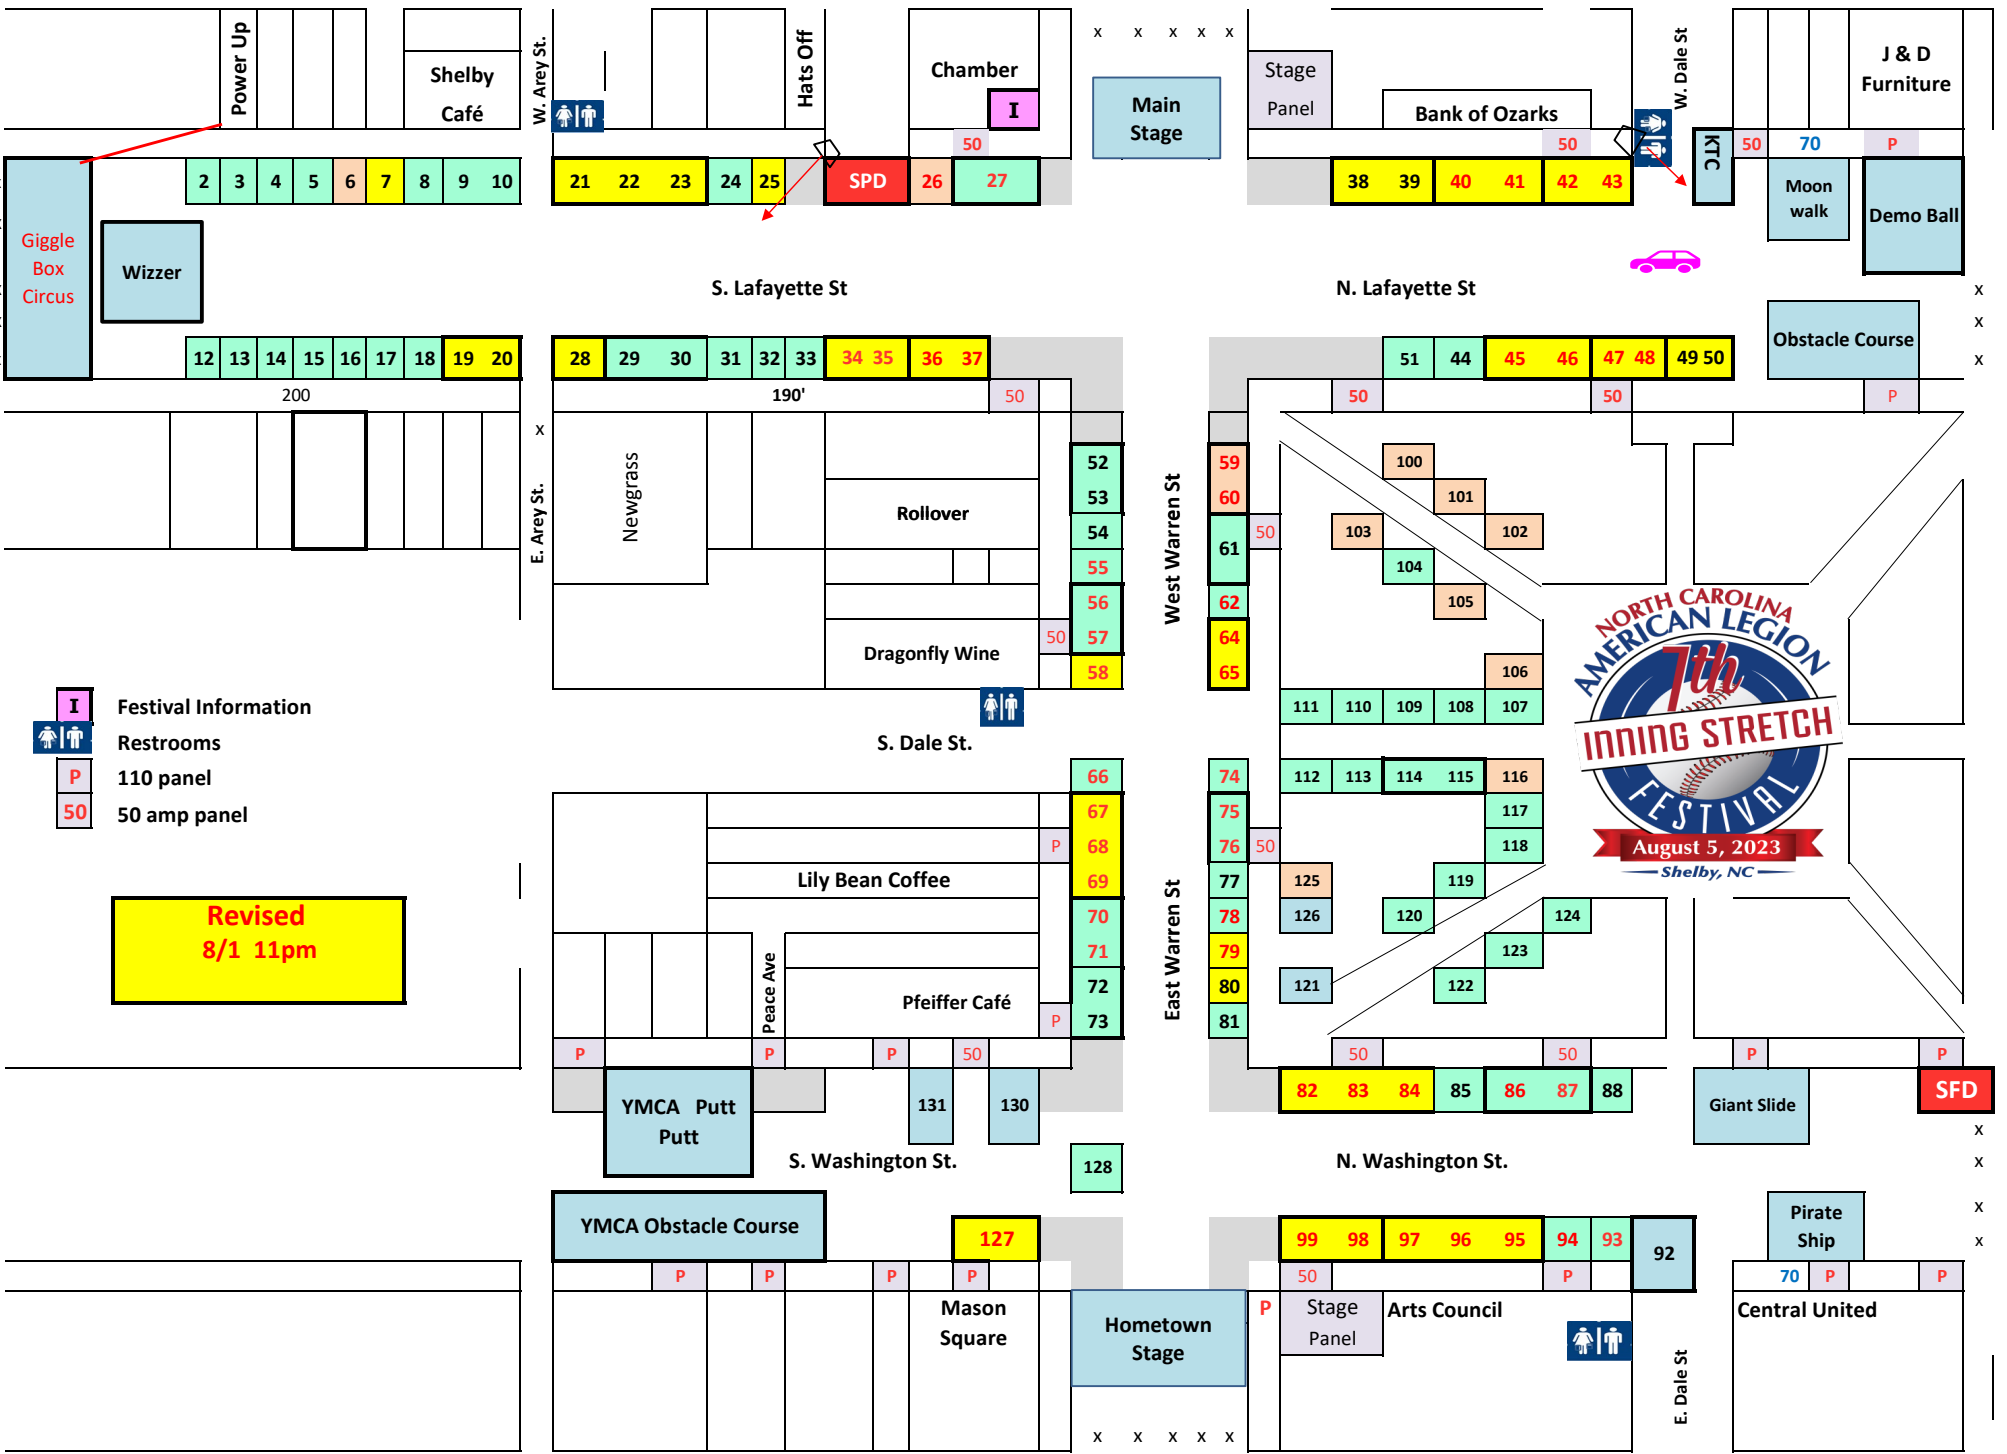 Power Up
Shelby
Café
W. Arey St.
Hats Off
Chamber
I
x x x x x
Main
Stage
Stage
Panel
Bank of Ozarks
W. Dale St
J & D
Furniture
50
50
KTC
50
70
P
2 3 4 5 6 7 8 9 10
21 22 23 24 25
SPD
26
27
38 39 40 41 42 43
Moon
walk
Demo Ball
Giggle
Box
Circus
Wizzer
S. Lafayette St
N. Lafayette St
x
x
x
Obstacle Course
12 13 14 15 16 17 18 19 20
28 29 30 31 32 33 34 35 36 37
51 44 45 46 47 48 49 50
200
190'
50
50
50
P
x
E. Arey St.
Newgrass
Rollover
Dragonfly Wine
50
52
53
54
55
56
57
58
West Warren St
59
60
61
62
64
65
50
100
101
103
102
104
105
106
111 110 109 108 107
NORTH CAROLINA
AMERICAN LEGION
7th
INNING STRETCH
FESTIVAL
August 5, 2023
Shelby, NC
I Festival Information
Restrooms
P 110 panel
50 50 amp panel
S. Dale St.
66
67
68
69
70
71
72
73
P
P
Lily Bean Coffee
Peace Ave
Pfeiffer Café
East Warren St
74
75
76
77
78
79
80
81
50
112 113 114 115 116
117
118
125
119
126
120
124
123
121
122
Revised
8/1 11pm
P
P
P
50
50
50
P
P
YMCA Putt
Putt
131
130
82 83 84 85 86 87 88
Giant Slide
SFD
S. Washington St.
128
N. Washington St.
x
x
x
x
YMCA Obstacle Course
127
99 98 97 96 95 94 93
92
Pirate
Ship
P
P
P
P
50
P
70
P
P
Mason
Square
Hometown
Stage
P
Stage
Panel
Arts Council
E. Dale St
Central United
x x x x x